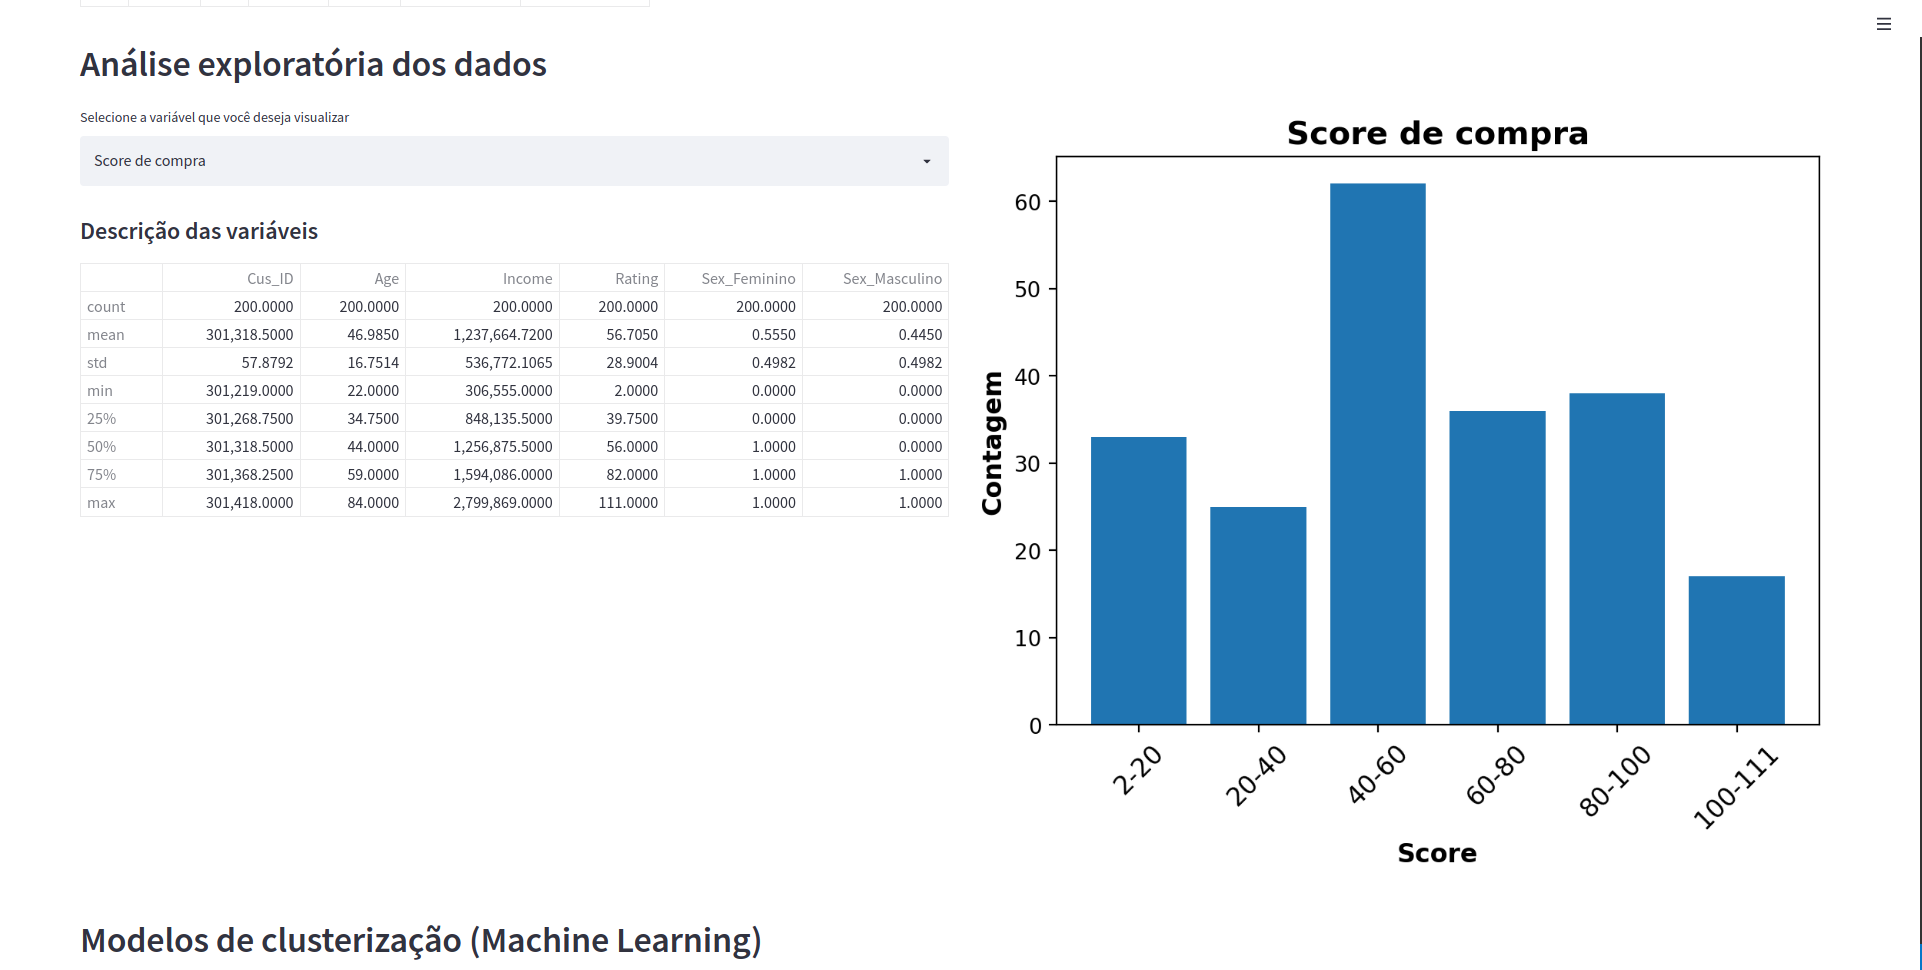 Análise exploratória dos dados
Selecione a variável que você deseja visualizar
Score de compra
Descrição das variáveis
Cus_ID Age Income Rating Sex_Feminino Sex_Masculino
count 200.0000 200.0000 200.0000 200.0000 200.0000 200.0000
mean 301,318.5000 46.9850 1,237,664.7200 56.7050 0.5550 0.4450
std 57.8792 16.7514 536,772.1065 28.9004 0.4982 0.4982
min 301,219.0000 22.0000 306,555.0000 2.0000 0.0000 0.0000
25% 301,268.7500 34.7500 848,135.5000 39.7500 0.0000 0.0000
50% 301,318.5000 44.0000 1,256,875.5000 56.0000 1.0000 0.0000
75% 301,368.2500 59.0000 1,594,086.0000 82.0000 1.0000 1.0000
max 301,418.0000 84.0000 2,799,869.0000 111.0000 1.0000 1.0000
Score de compra
Contagem
60
50
40
30
20
10
0
2-20 20-40 40-60 60-80 80-100 100-111
Score
Modelos de clusterização (Machine Learning)